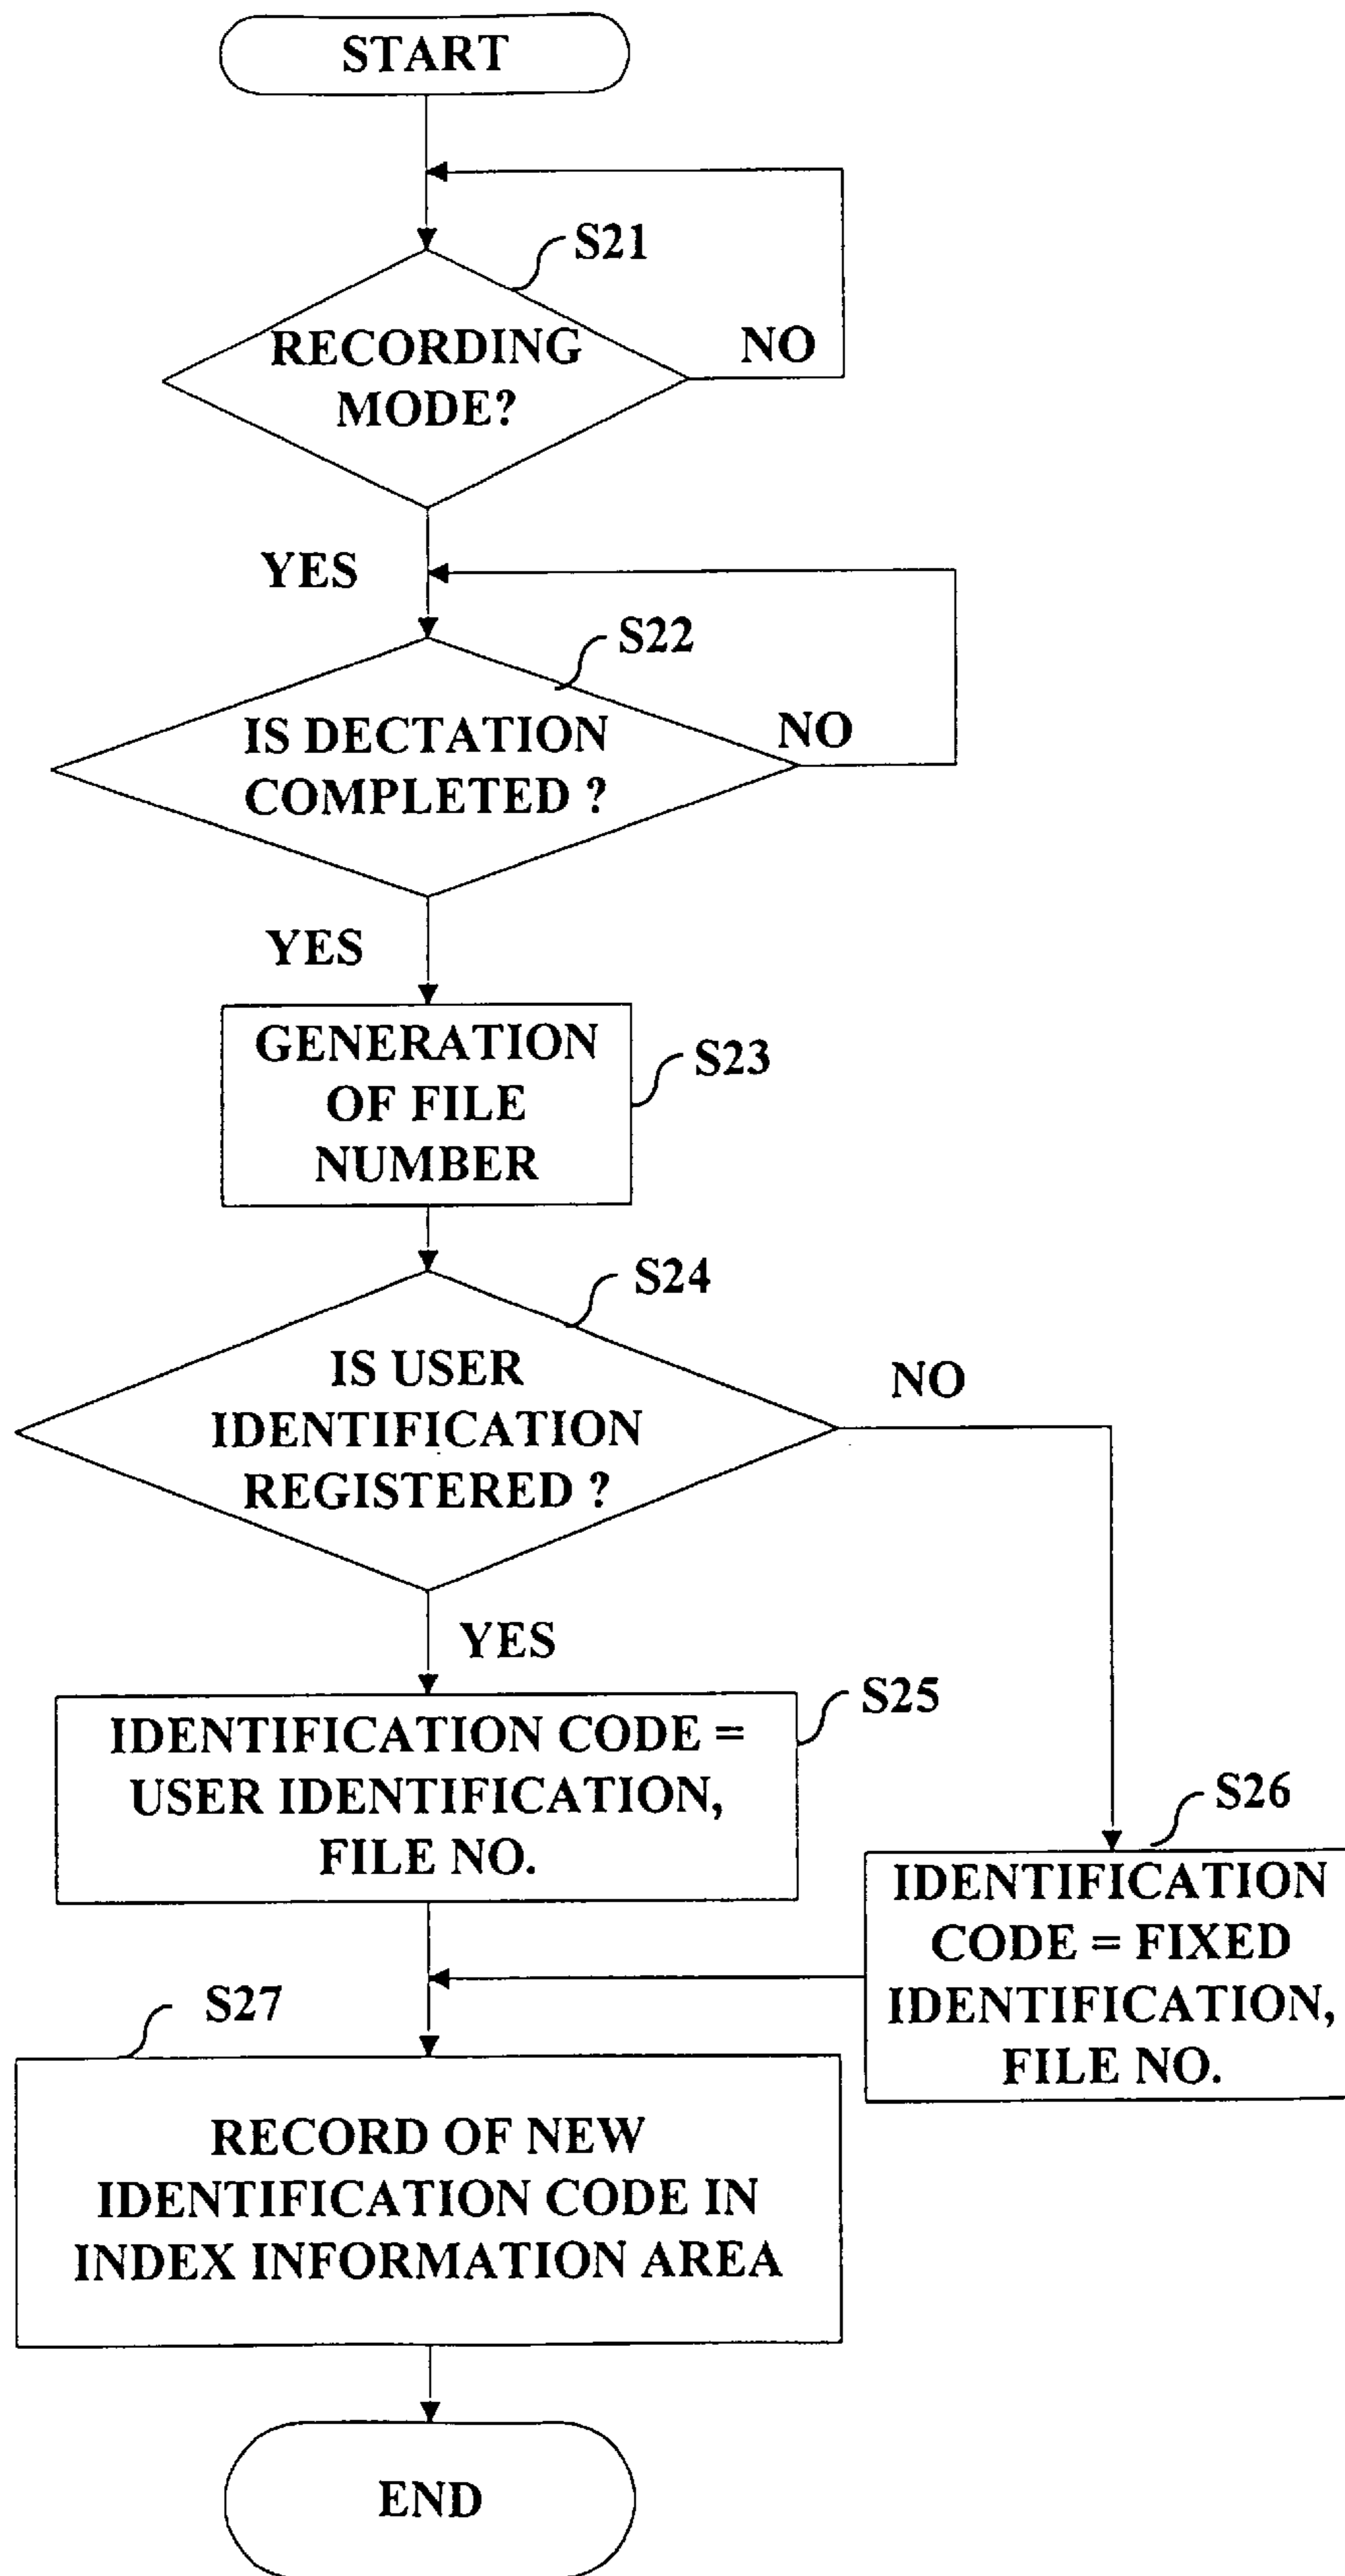 START
S21
RECORDING
MODE?
NO
YES
S22
IS DECTATION
COMPLETED ?
NO
YES
GENERATION
OF FILE
NUMBER
S23
S24
IS USER
IDENTIFICATION
REGISTERED ?
NO
YES
S25
IDENTIFICATION CODE =
USER IDENTIFICATION,
FILE NO.
S26
IDENTIFICATION
CODE = FIXED
IDENTIFICATION,
FILE NO.
S27
RECORD OF NEW
IDENTIFICATION CODE IN
INDEX INFORMATION AREA
END